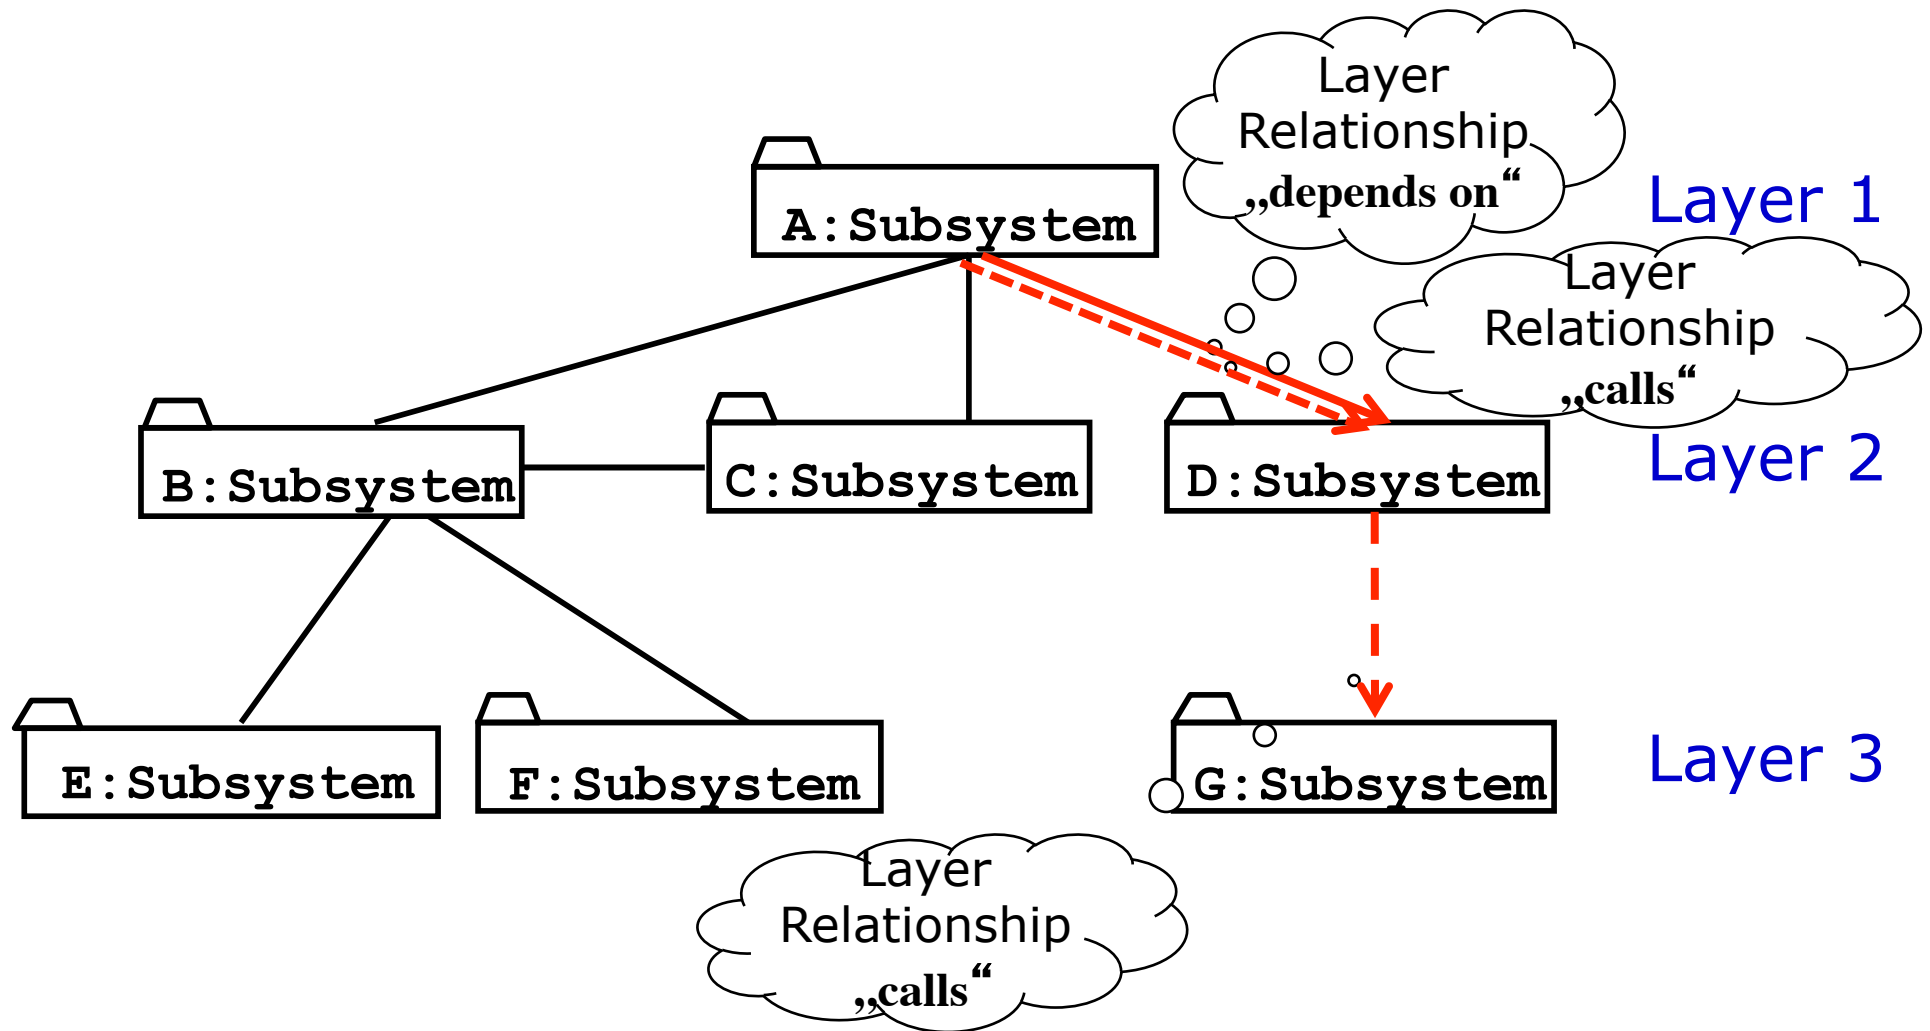 Layer
Relationship
„depends on“
A:Subsystem
Layer 1
Layer
Relationship
„calls“
B:Subsystem
C:Subsystem
D:Subsystem
Layer 2
E:Subsystem
F:Subsystem
G:Subsystem
Layer 3
Layer
Relationship
„calls“